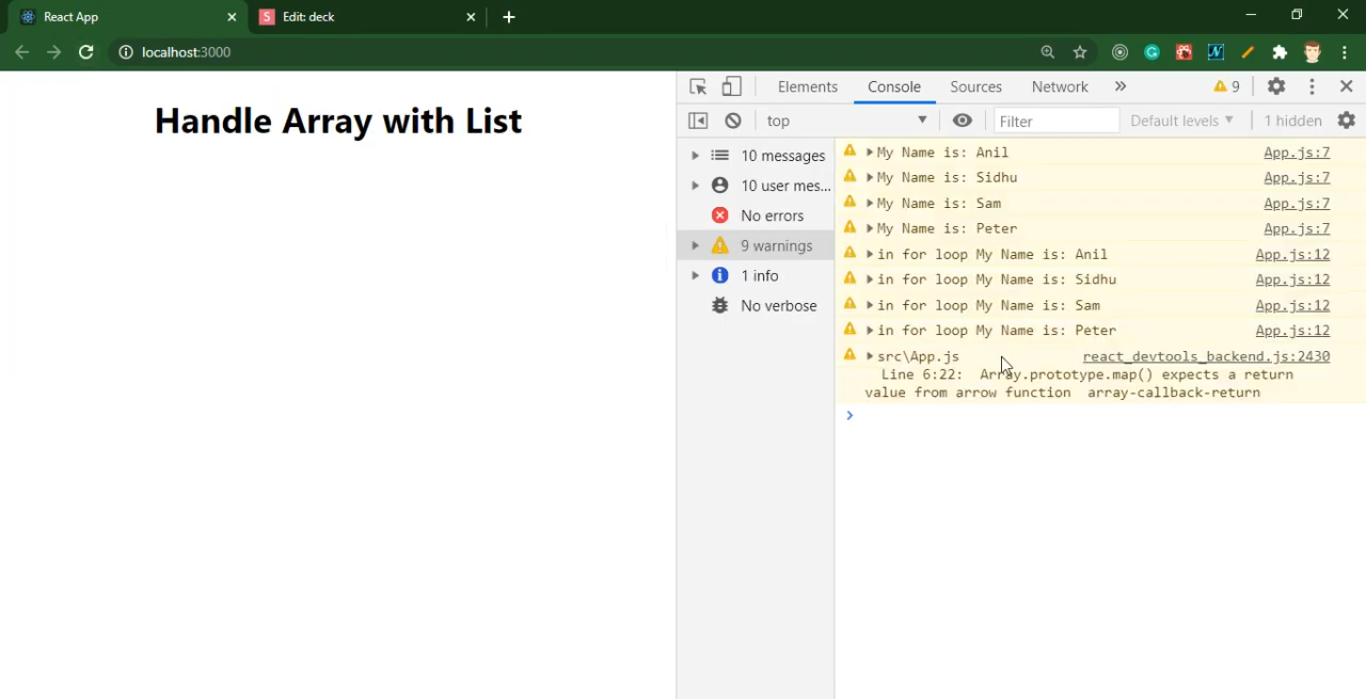 React App
S Edit: deck
localhost:3000
Elements Console Sources Network 9
top Filter Default levels 1 hidden
Handle Array with List
10 messages
10 user mes...
No errors
9 warnings
1 info
No verbose
My Name is: Anil App.js:7
My Name is: Sidhu App.js:7
My Name is: Sam App.js:7
My Name is: Peter App.js:7
in for loop My Name is: Anil App.js:12
in for loop My Name is: Sidhu App.js:12
in for loop My Name is: Sam App.js:12
in for loop My Name is: Peter App.js:12
src\App.js react_devtools_backend.js:2430
Line 6:22: Array.prototype.map() expects a return
value from arrow function array-callback-return